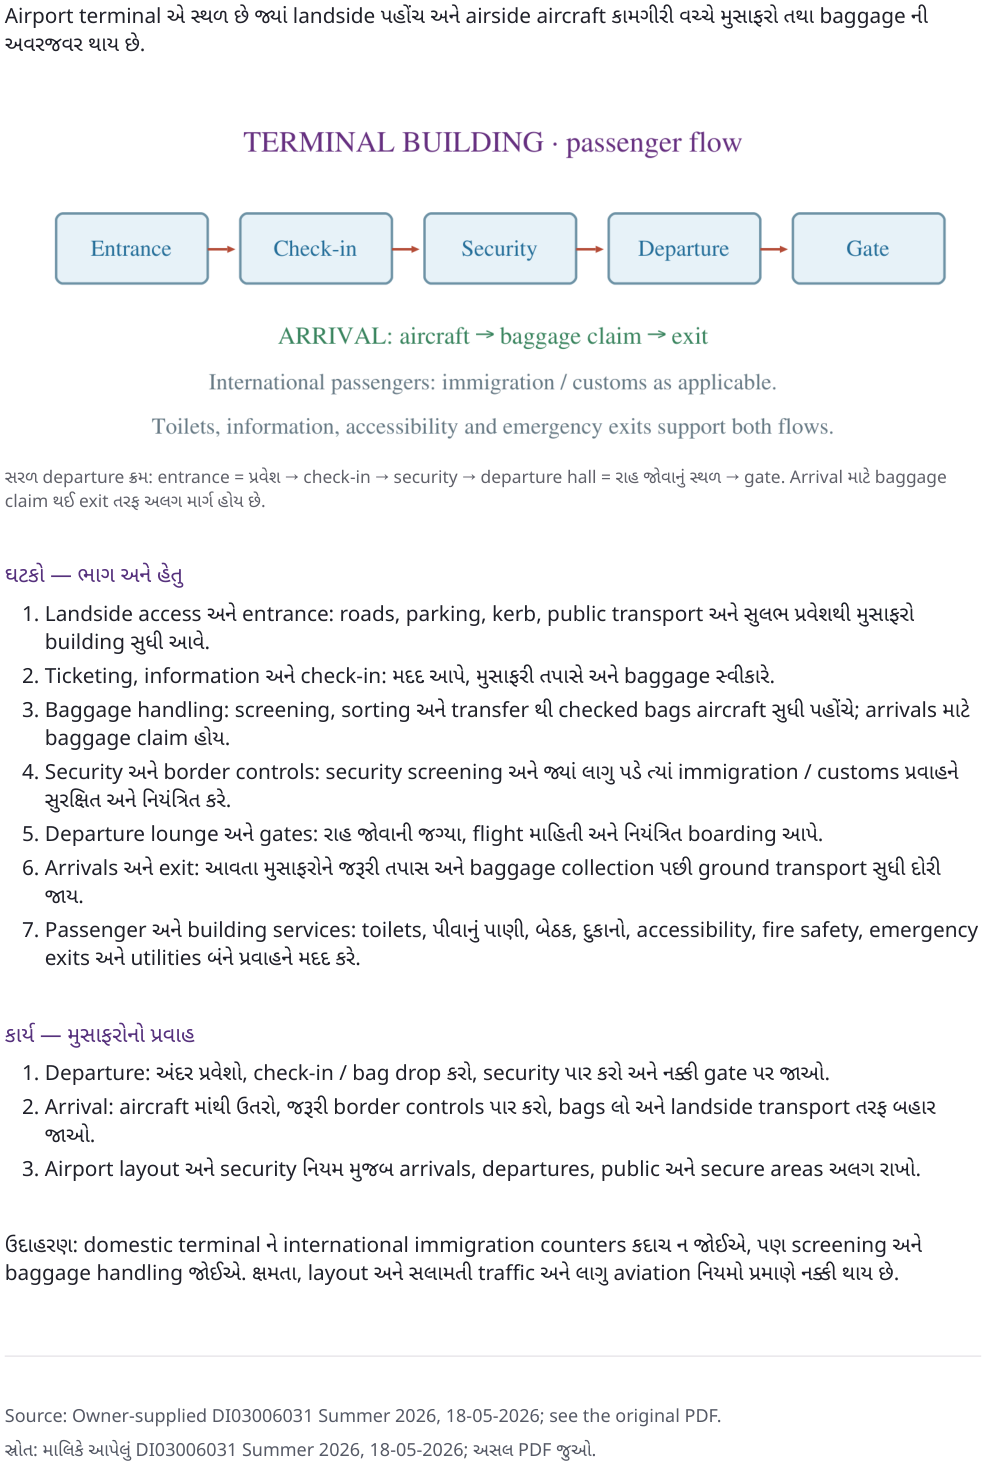 Airport terminal એ સ્થળ છે જ્યાં landside પહોંચ અને airside aircraft કામગીરી વચ્ચે મુસાફરો તથા baggage ની
અવરજવર થાય છે.
TERMINAL BUILDING · passenger flow
Entrance → Check-in → Security → Departure → Gate
ARRIVAL: aircraft → baggage claim → exit
International passengers: immigration / customs as applicable.
Toilets, information, accessibility and emergency exits support both flows.
સરળ departure ક્રમ: entrance = પ્રવેશ → check-in → security → departure hall = રાહ જોવાનું સ્થળ → gate. Arrival માટે baggage
claim થઈ exit તરફ અલગ માર્ગ હોય છે.
ઘટકો — ભાગ અને હેતુ
1. Landside access અને entrance: roads, parking, kerb, public transport અને સુલભ પ્રવેશથી મુસાફરો
building સુધી આવે.
2. Ticketing, information અને check-in: મદદ આપે, મુસાફરી તપાસે અને baggage સ્વીકારે.
3. Baggage handling: screening, sorting અને transfer થી checked bags aircraft સુધી પહોંચે; arrivals માટે
baggage claim હોય.
4. Security અને border controls: security screening અને જ્યાં લાગુ પડે ત્યાં immigration / customs પ્રવાહને
સુરક્ષિત અને નિયંત્રિત કરે.
5. Departure lounge અને gates: રાહ જોવાની જગ્યા, flight માહિતી અને નિયંત્રિત boarding આપે.
6. Arrivals અને exit: આવતા મુસાફરોને જરૂરી તપાસ અને baggage collection પછી ground transport સુધી દોરી
જાય.
7. Passenger અને building services: toilets, પીવાનું પાણી, બેઠક, દુકાનો, accessibility, fire safety, emergency
exits અને utilities બંને પ્રવાહને મદદ કરે.
કાર્ય — મુસાફરોનો પ્રવાહ
1. Departure: અંદર પ્રવેશો, check-in / bag drop કરો, security પાર કરો અને નક્કી gate પર જાઓ.
2. Arrival: aircraft માંથી ઉતરો, જરૂરી border controls પાર કરો, bags લો અને landside transport તરફ બહાર
જાઓ.
3. Airport layout અને security નિયમ મુજબ arrivals, departures, public અને secure areas અલગ રાખો.
ઉદાહરણ: domestic terminal ને international immigration counters કદાચ ન જોઈએ, પણ screening અને
baggage handling જોઈએ. ક્ષમતા, layout અને સલામતી traffic અને લાગુ aviation નિયમો પ્રમાણે નક્કી થાય છે.
Source: Owner-supplied DI03006031 Summer 2026, 18-05-2026; see the original PDF.
સ્રોત: માલિકે આપેલું DI03006031 Summer 2026, 18-05-2026; અસલ PDF જુઓ.